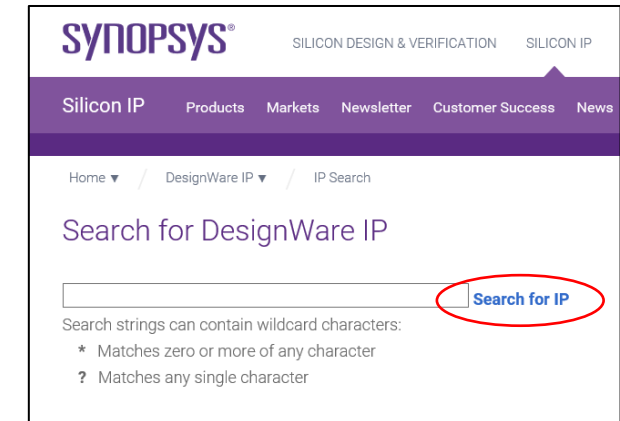 SYNOPSYS® SILICON DESIGN & VERIFICATION SILICON IP
Silicon IP Products Markets Newsletter Customer Success News
Home ▼ / DesignWare IP ▼ / IP Search
Search for DesignWare IP
Search for IP
Search strings can contain wildcard characters:
* Matches zero or more of any character
? Matches any single character